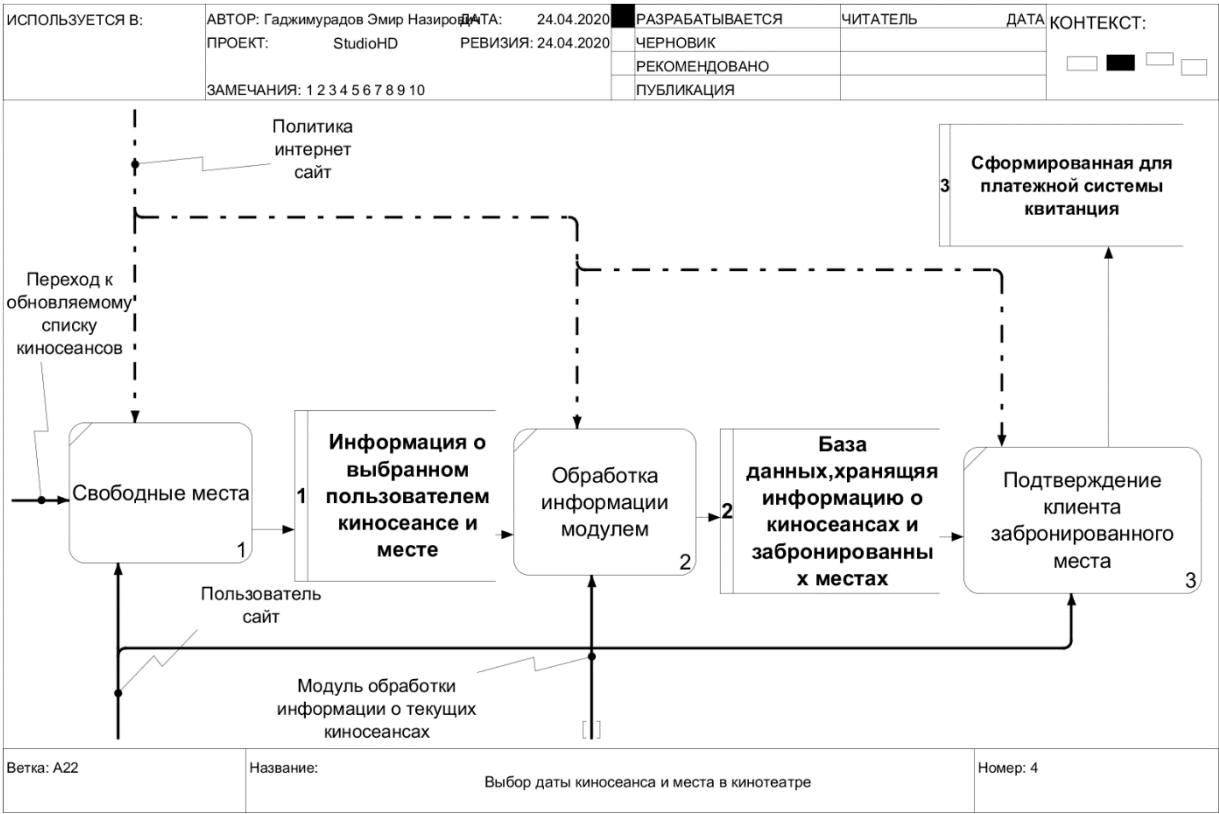 ИСПОЛЬЗУЕТСЯ В:
АВТОР: Гаджимурадов Эмир Назирович
ДАТА: 24.04.2020
РАЗРАБАТЫВАЕТСЯ
ЧИТАТЕЛЬ
ДАТА
КОНТЕКСТ:
ПРОЕКТ: StudioHD
РЕВИЗИЯ: 24.04.2020
ЧЕРНОВИК
РЕКОМЕНДОВАНО
ЗАМЕЧАНИЯ: 1 2 3 4 5 6 7 8 9 10
ПУБЛИКАЦИЯ
Политика
интернет
сайт
3
Сформированная для
платежной системы
квитанция
Переход к
обновляемому
списку
киносеансов
Свободные места
1
1
Информация о
выбранном
пользователем
киносеансе и
месте
Обработка
информации
модулем
2
2
База
данных,хранящяя
информацию о
киносеансах и
забронированны
х местах
Подтверждение
клиента
забронированного
места
3
Пользователь
сайт
Модуль обработки
информации о текущих
киносеансах
Ветка: A22
Название:
Выбор даты киносеанса и места в кинотеатре
Номер: 4